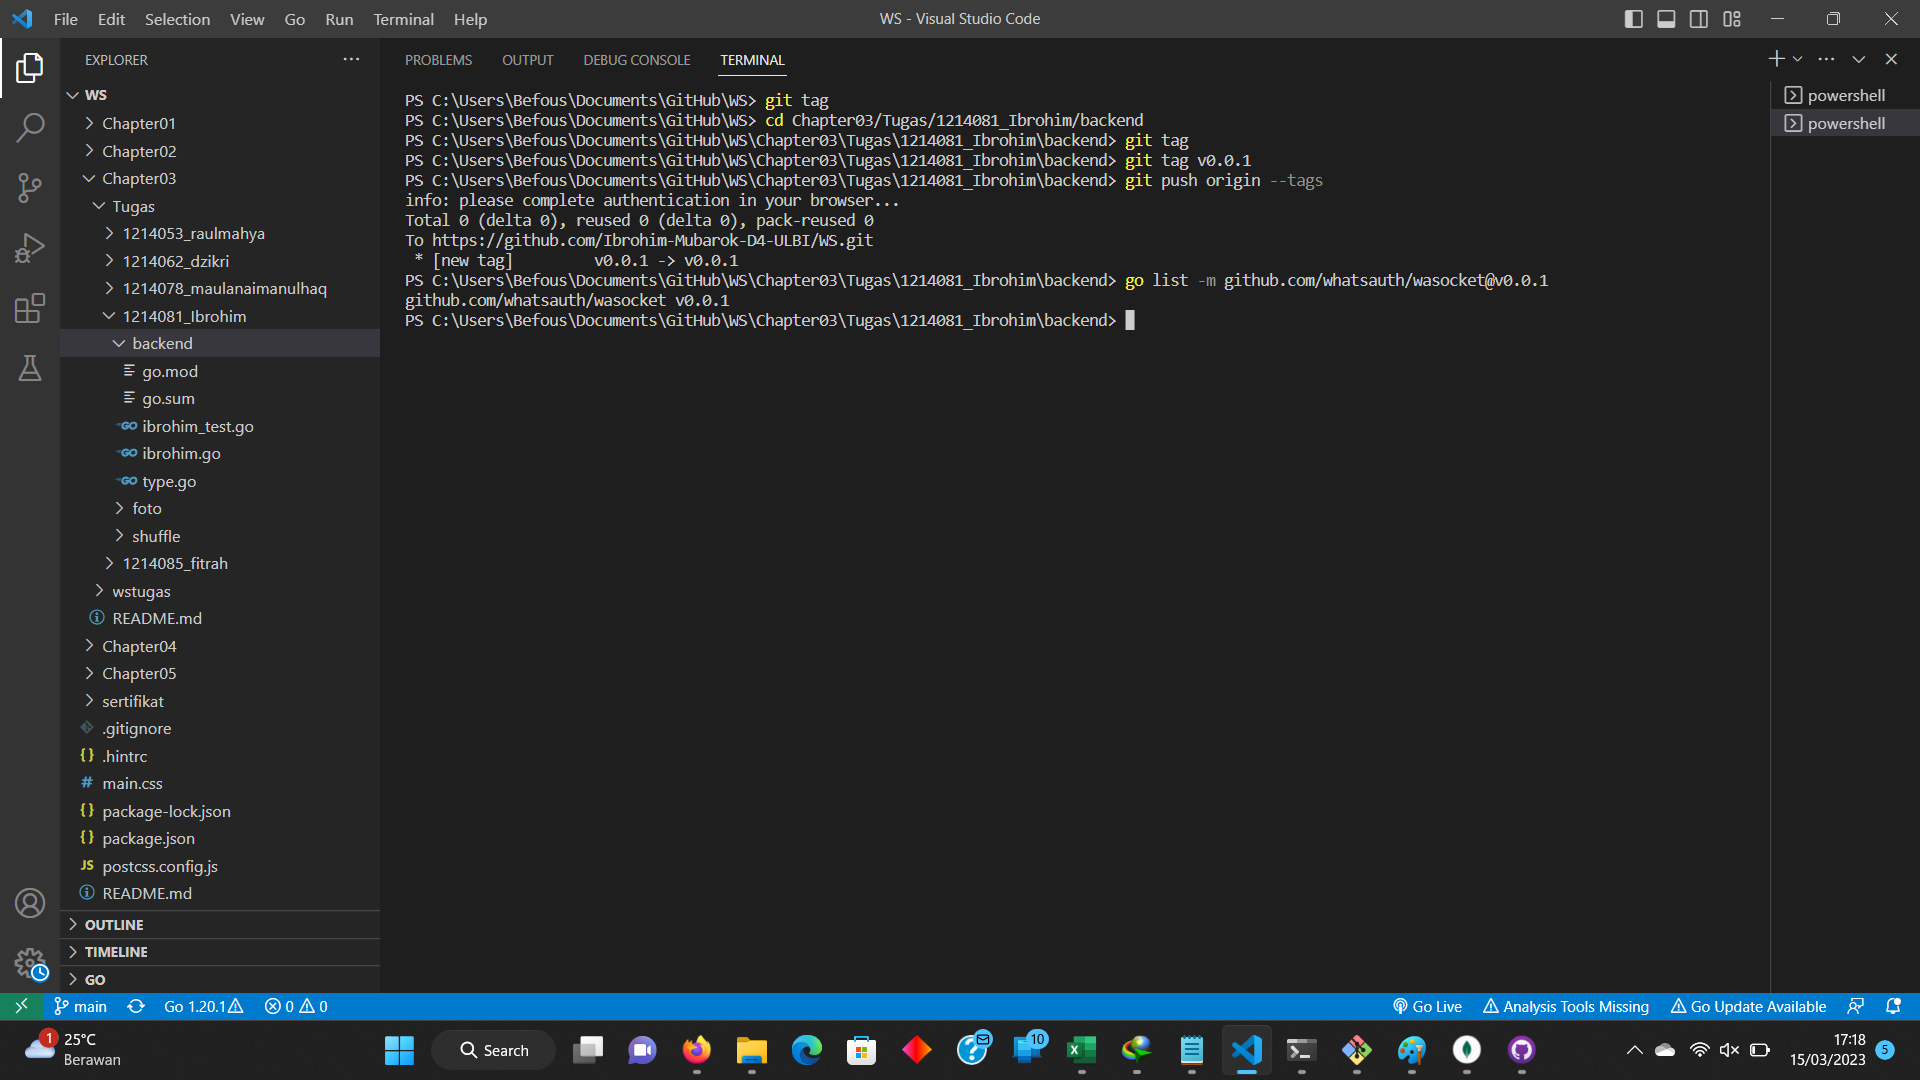 File Edit Selection View Go Run Terminal Help
WS - Visual Studio Code
EXPLORER
WS
Chapter01
Chapter02
Chapter03
Tugas
1214053_raulmahya
1214062_dzikri
1214078_maulanaimanulhaq
1214081_Ibrohim
backend
go.mod
go.sum
GO ibrohim_test.go
GO ibrohim.go
GO type.go
foto
shuffle
1214085_fitrah
wstugas
README.md
Chapter04
Chapter05
sertifikat
.gitignore
{} .hintrc
# main.css
{} package-lock.json
{} package.json
JS postcss.config.js
README.md
OUTLINE
TIMELINE
GO
PROBLEMS OUTPUT DEBUG CONSOLE TERMINAL
PS C:\Users\Befous\Documents\GitHub\WS> git tag
PS C:\Users\Befous\Documents\GitHub\WS> cd Chapter03/Tugas/1214081_Ibrohim/backend
PS C:\Users\Befous\Documents\GitHub\WS\Chapter03\Tugas\1214081_Ibrohim\backend> git tag
PS C:\Users\Befous\Documents\GitHub\WS\Chapter03\Tugas\1214081_Ibrohim\backend> git tag v0.0.1
PS C:\Users\Befous\Documents\GitHub\WS\Chapter03\Tugas\1214081_Ibrohim\backend> git push origin --tags
info: please complete authentication in your browser...
Total 0 (delta 0), reused 0 (delta 0), pack-reused 0
To https://github.com/Ibrohim-Mubarok-D4-ULBI/WS.git
 * [new tag]         v0.0.1 -> v0.0.1
PS C:\Users\Befous\Documents\GitHub\WS\Chapter03\Tugas\1214081_Ibrohim\backend> go list -m github.com/whatsauth/wasocket@v0.0.1
github.com/whatsauth/wasocket v0.0.1
PS C:\Users\Befous\Documents\GitHub\WS\Chapter03\Tugas\1214081_Ibrohim\backend>
powershell
powershell
main Go 1.20.1 0 0
Go Live Analysis Tools Missing Go Update Available
1
25°C
Berawan
Search
10
17:18
15/03/2023
5